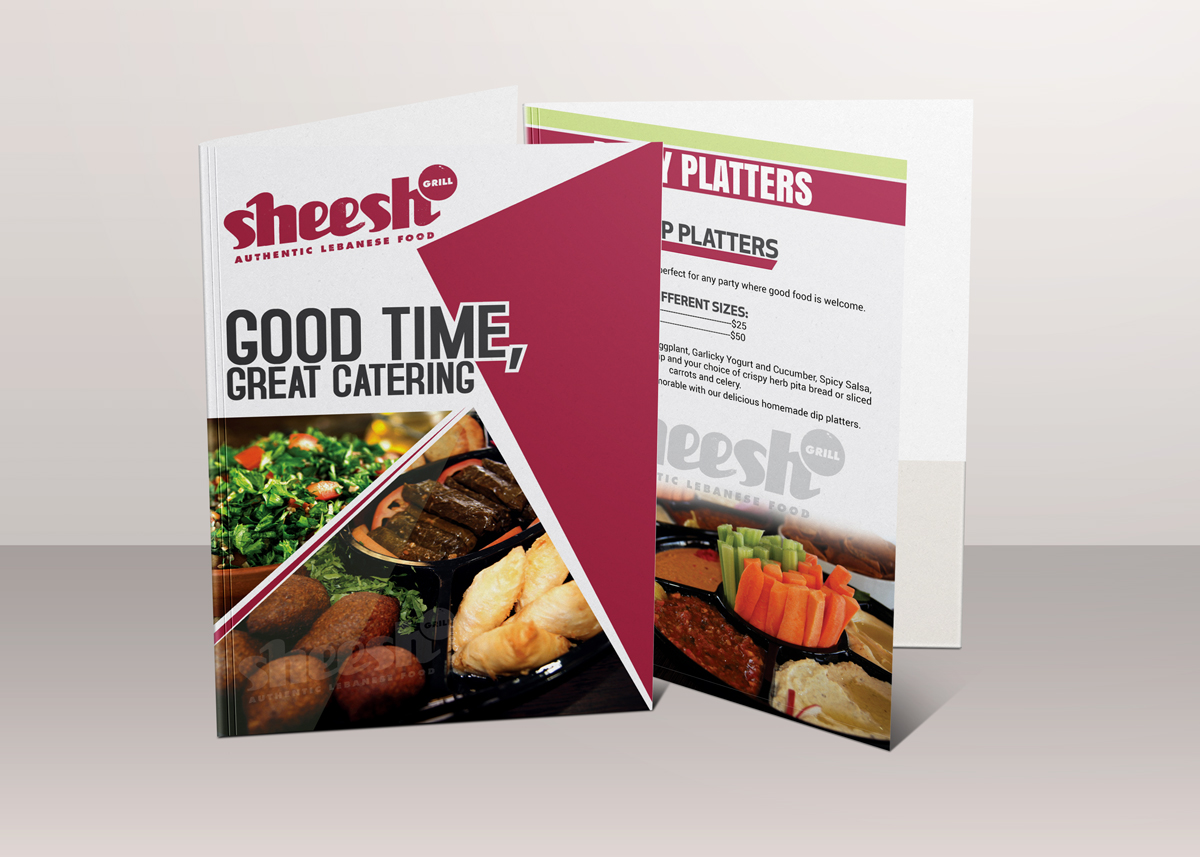 sheesh GRILL
AUTHENTIC LEBANESE FOOD
GOOD TIME,
GREAT CATERING
sheesh GRILL
AUTHENTIC LEBANESE FOOD
Y PLATTERS
P PLATTERS
perfect for any party where good food is welcome.
FFERENT SIZES:
$25
$50
eggplant, Garlicky Yogurt and Cucumber, Spicy Salsa,
p and your choice of crispy herb pita bread or sliced
carrots and celery.
morable with our delicious homemade dip platters.
heesh GRILL
TIC LEBANESE FOOD